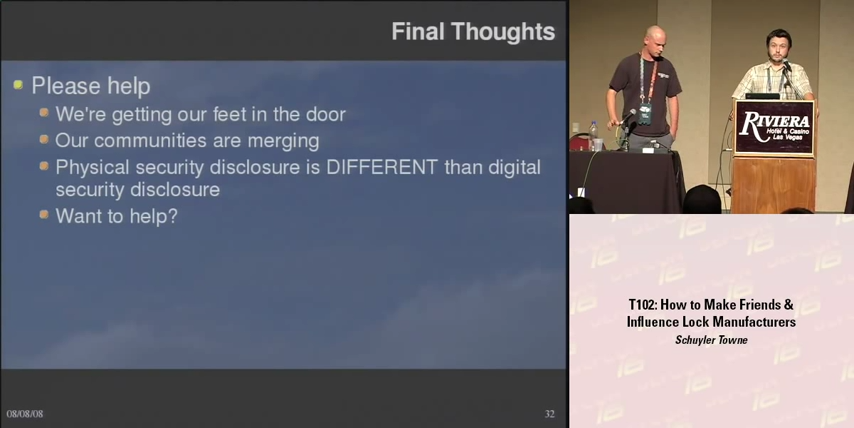 Final Thoughts
Please help
We're getting our feet in the door
Our communities are merging
Physical security disclosure is DIFFERENT than digital
security disclosure
Want to help?
08/08/08
32
RIVIERA
Hotel & Casino
Las Vegas
T102: How to Make Friends &
Influence Lock Manufacturers
Schuyler Towne